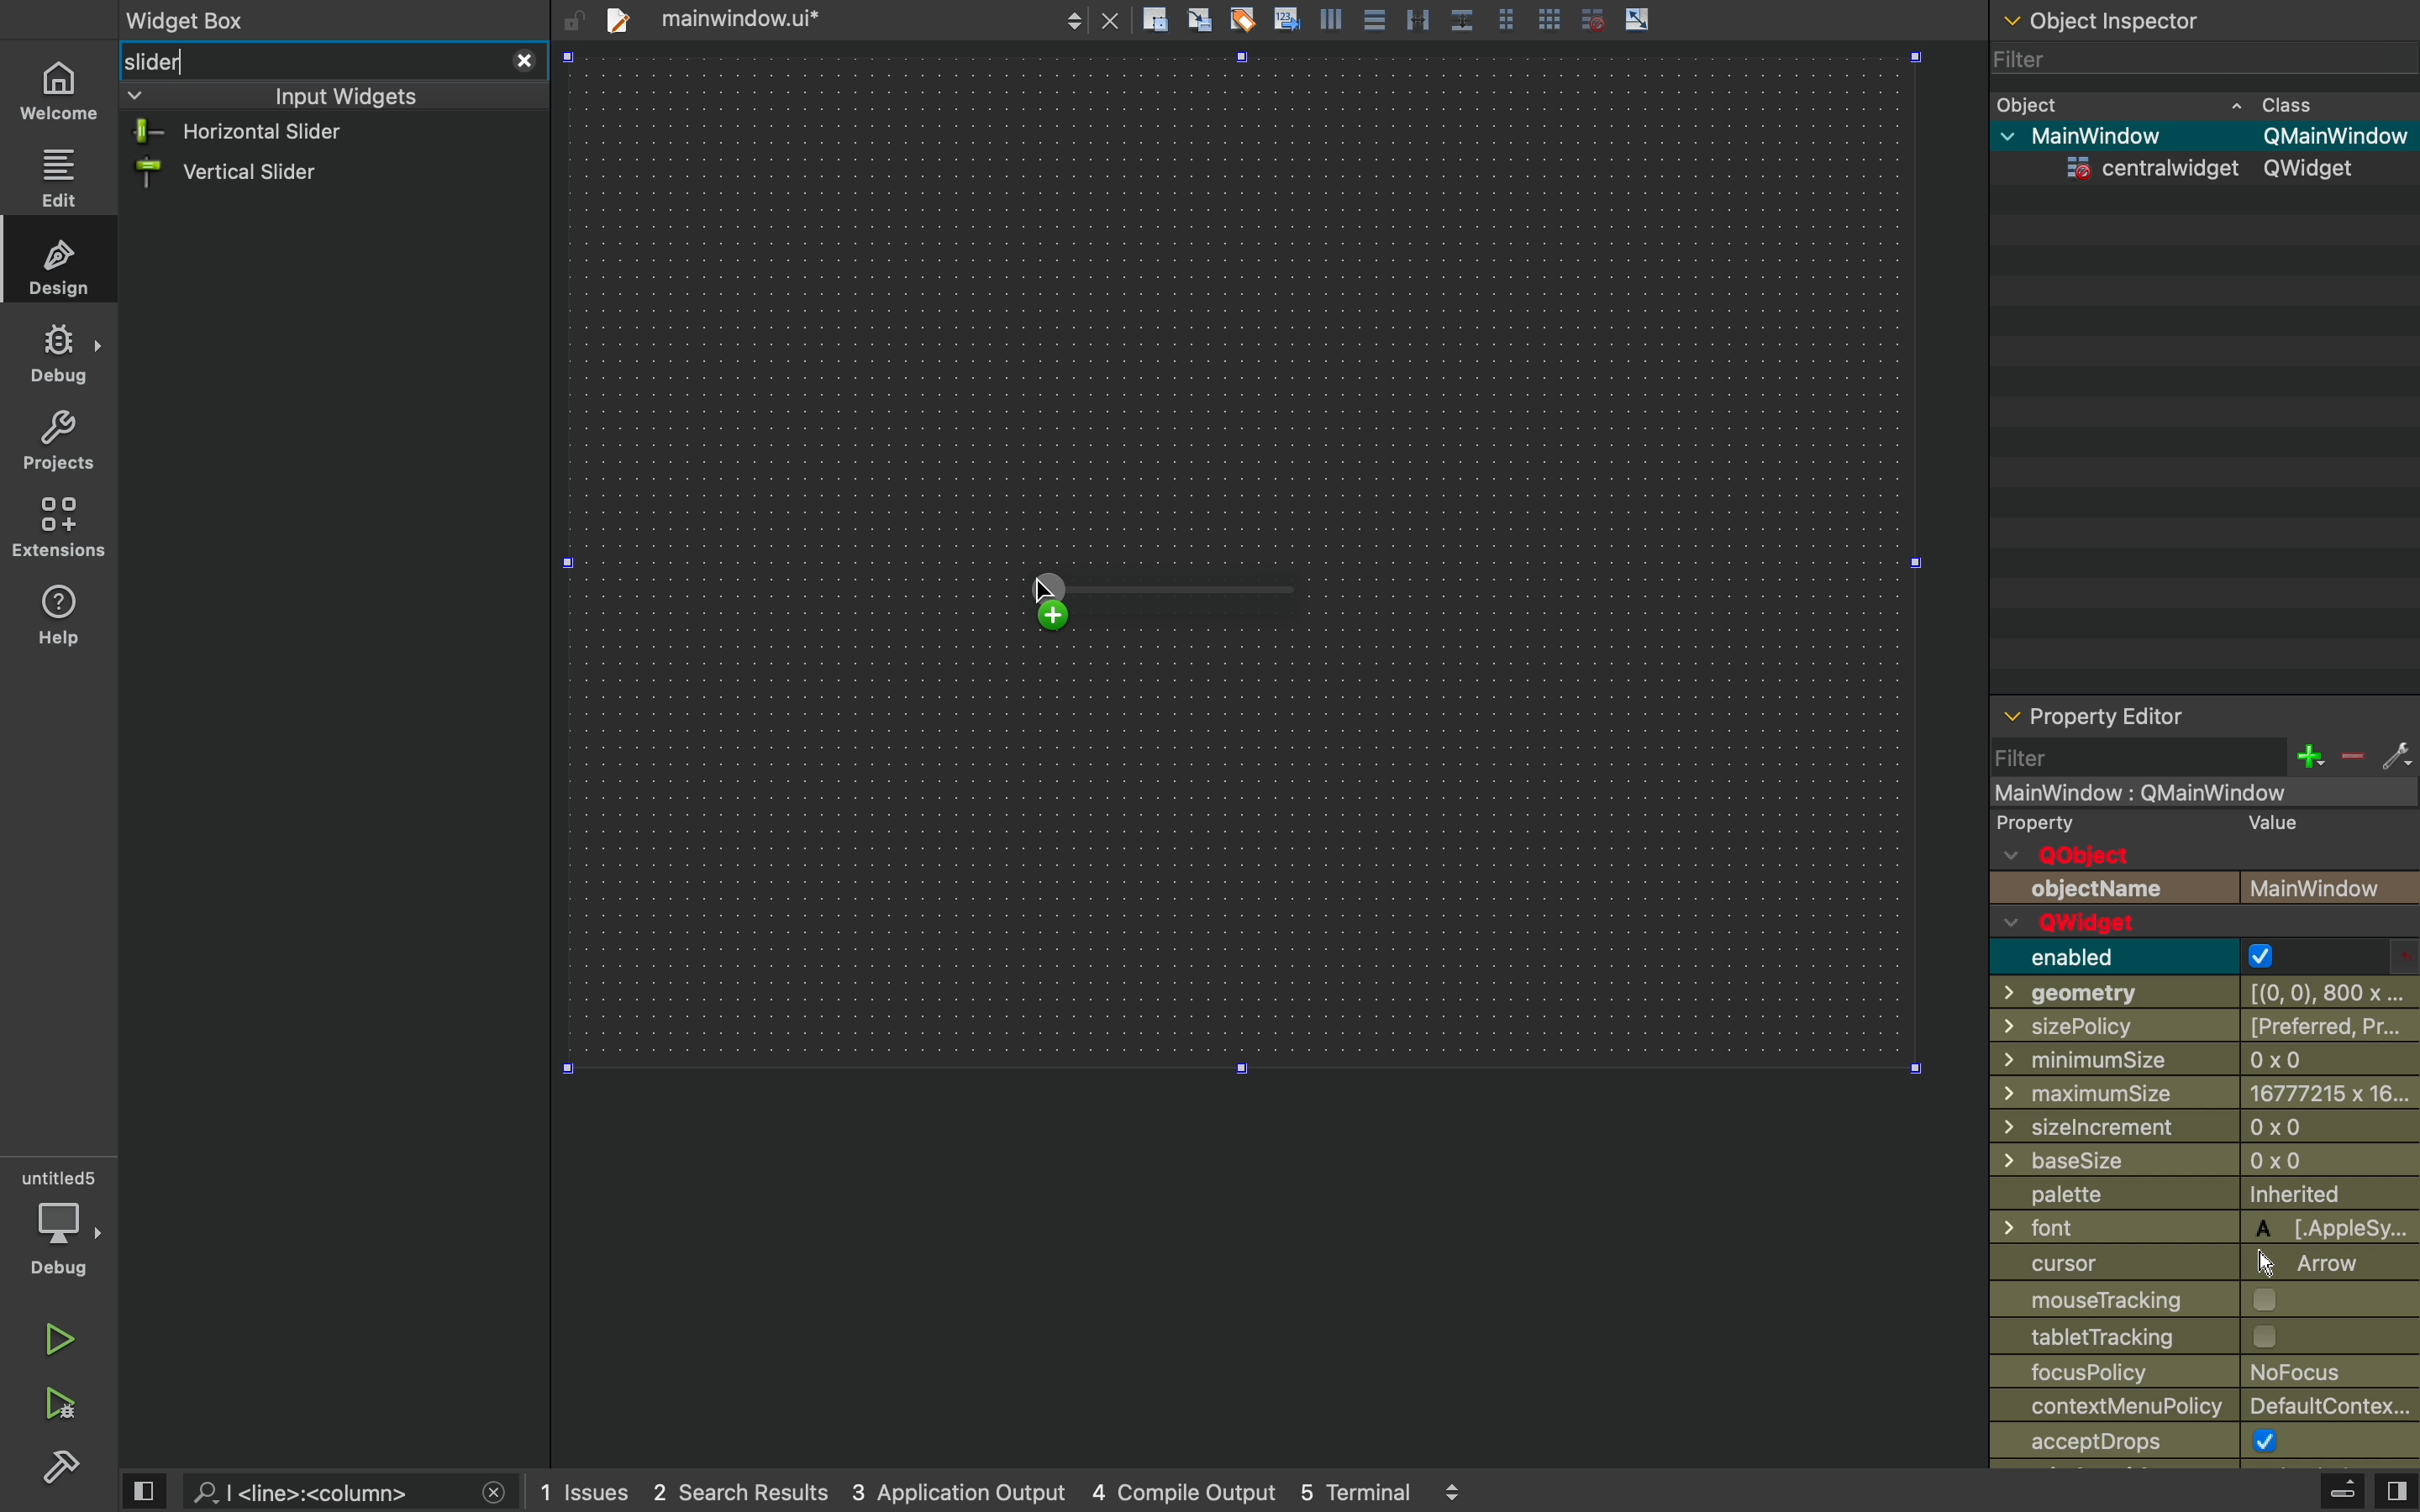 Widget Box
mainwindow.ui*
Object Inspector
slider
Filter
Input Widgets
Object
Class
Horizontal Slider
MainWindow
QMainWindow
Vertical Slider
centralwidget
QWidget
Welcome
Edit
Design
Debug
Projects
Extensions
Help
Property Editor
Filter
MainWindow : QMainWindow
Property
Value
QObject
objectName
MainWindow
QWidget
enabled
geometry
[(0, 0), 800 x ...
sizePolicy
[Preferred, Pr...
minimumSize
0 x 0
maximumSize
16777215 x 16...
sizeIncrement
0 x 0
baseSize
0 x 0
palette
Inherited
font
A [.AppleSy...
cursor
Arrow
mouseTracking
tabletTracking
focusPolicy
NoFocus
contextMenuPolicy
DefaultContex...
acceptDrops
untitled5
Debug
l <line>:<column>
1 Issues
2 Search Results
3 Application Output
4 Compile Output
5 Terminal